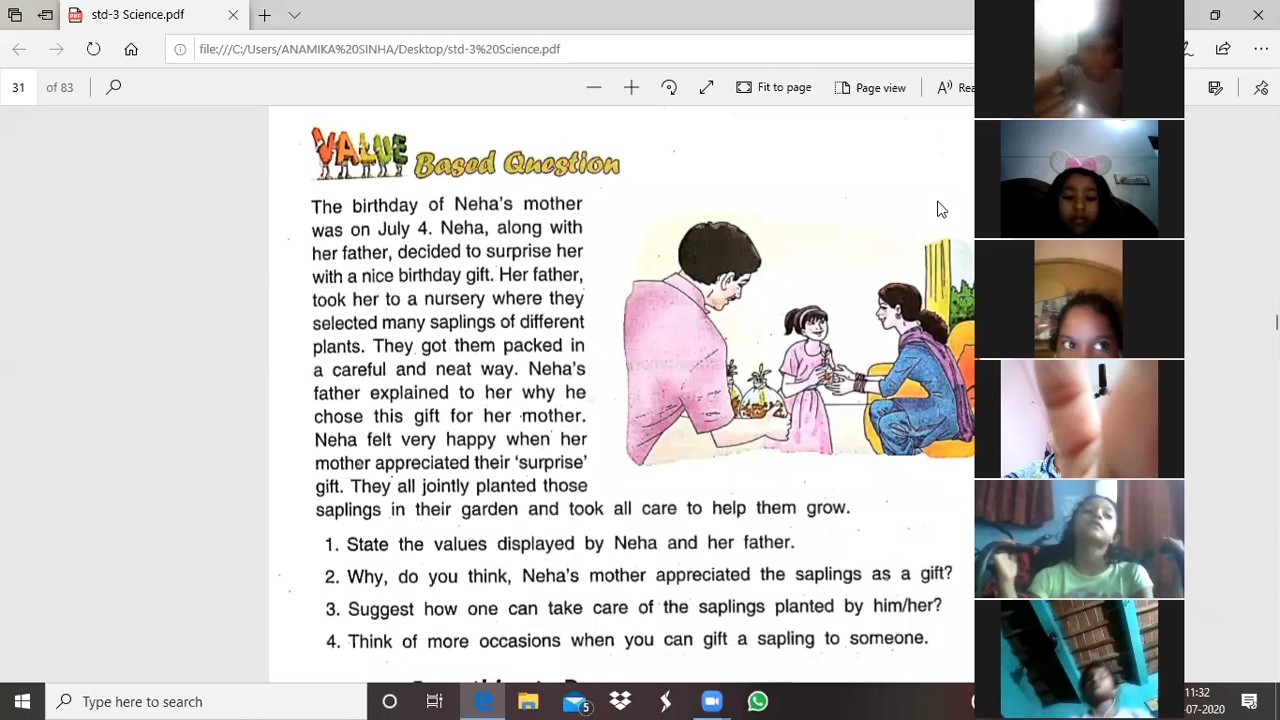 std-3 Science.pdf
file:///C:/Users/ANAMIKA%20SINHA/Desktop/std-3%20Science.pdf
31 of 83
Fit to page
Page view
A)) Rea
VALUE Based Question
The birthday of Neha's mother
was on July 4. Neha, along with
her father, decided to surprise her
with a nice birthday gift. Her father,
took her to a nursery where they
selected many saplings of different
plants. They got them packed in
a careful and neat way. Neha's
father explained to her why he
chose this gift for her mother.
Neha felt very happy when her
mother appreciated their 'surprise'
gift. They all jointly planted those
saplings in their garden and took all care to help them grow.
1. State the values displayed by Neha and her father.
2. Why, do you think, Neha's mother appreciated the saplings as a gift?
3. Suggest how one can take care of the saplings planted by him/her?
4. Think of more occasions when you can gift a sapling to someone.
Type here to search
5
11:32
-07-2020